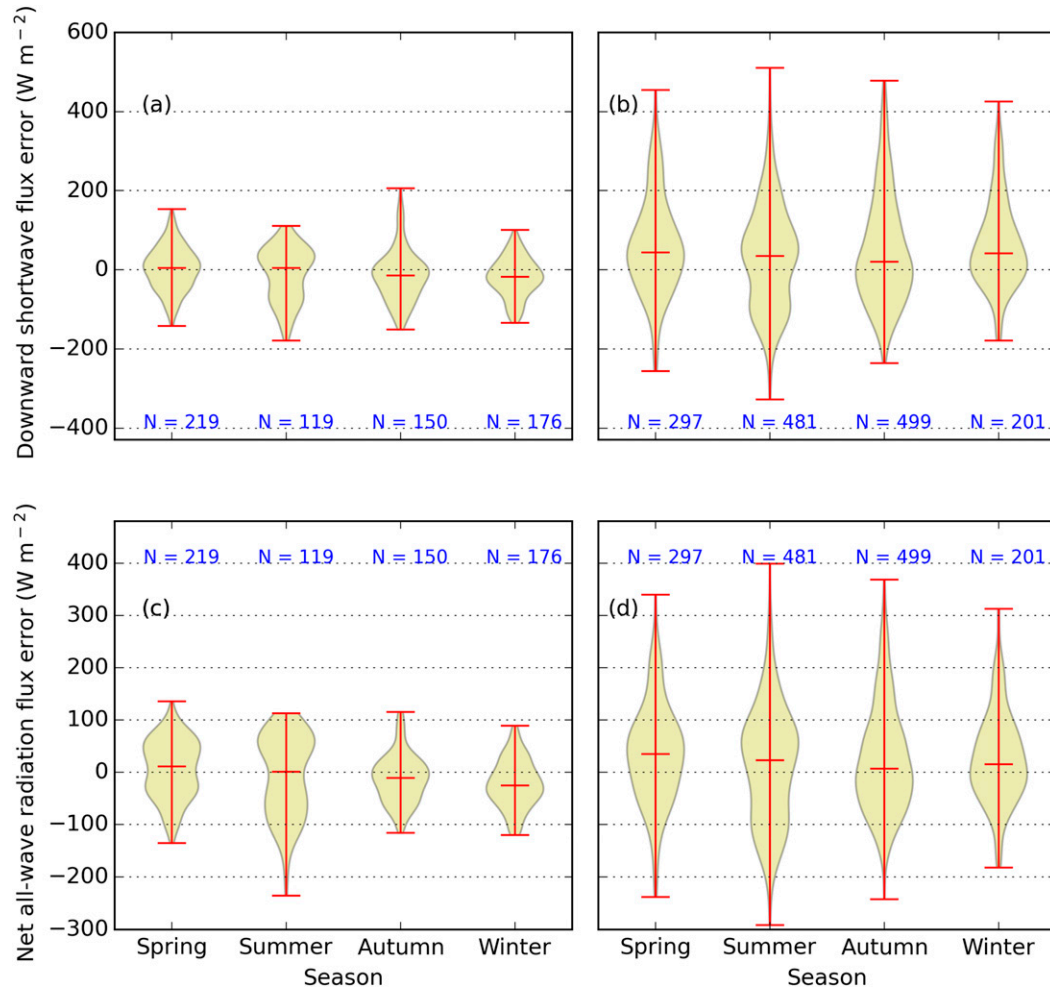 Downward shortwave flux error (W m⁻²)
600
400
200
0
−200
−400
(a)
N = 219 N = 119 N = 150 N = 176
(b)
N = 297 N = 481 N = 499 N = 201
Net all-wave radiation flux error (W m⁻²)
400
300
200
100
0
−100
−200
−300
N = 219 N = 119 N = 150 N = 176
(c)
N = 297 N = 481 N = 499 N = 201
(d)
Spring Summer Autumn Winter
Season
Spring Summer Autumn Winter
Season